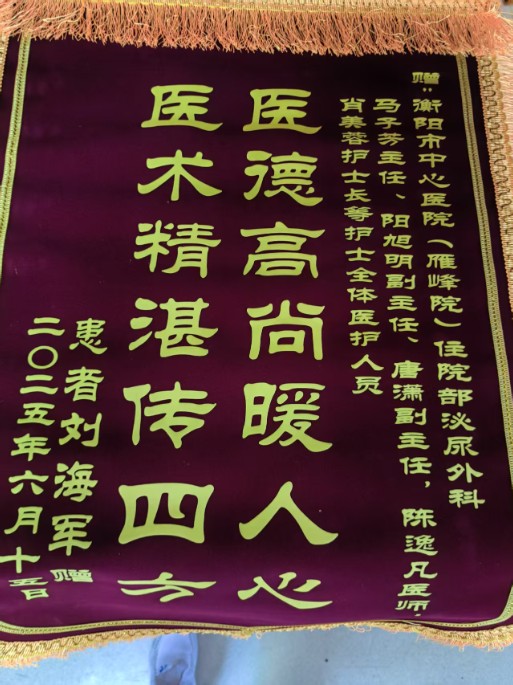 赠:衡阳市中心医院(雁峰院)住院部泌尿外科
马子芳主任、阳旭明副主任、唐潇副主任,陈逸凡医师,
肖美蓉护士长等护士全体医护人员
医德高尚暖人心
医术精湛传四方
患者刘海军赠
二〇二五年六月十五日